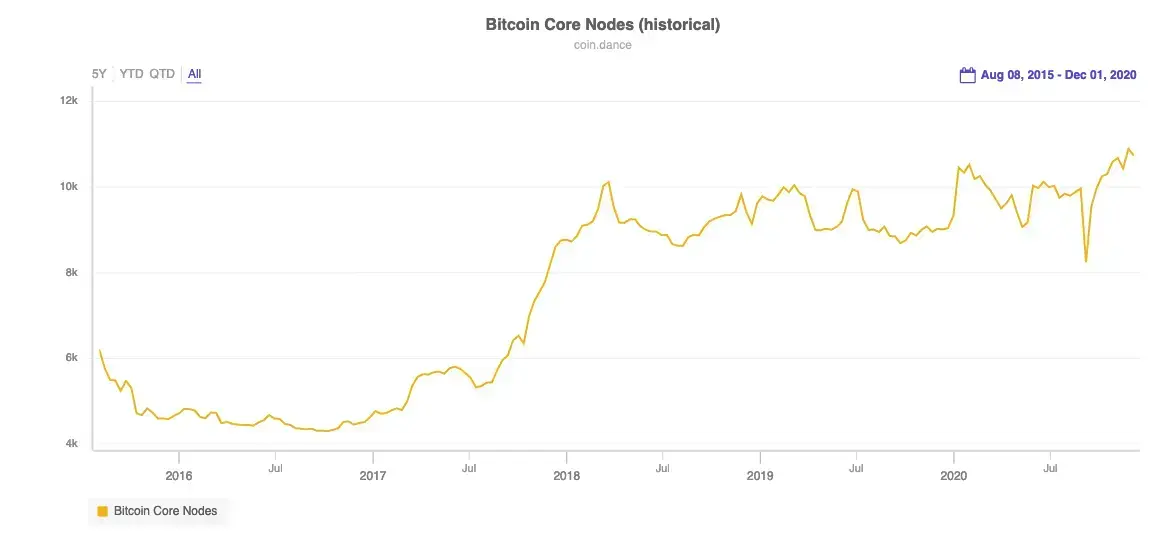 Bitcoin Core Nodes (historical)
coin.dance
5Y YTD QTD All
Aug 08, 2015 - Dec 01, 2020
12k
10k
8k
6k
4k
2016 Jul 2017 Jul 2018 Jul 2019 Jul 2020 Jul
Bitcoin Core Nodes